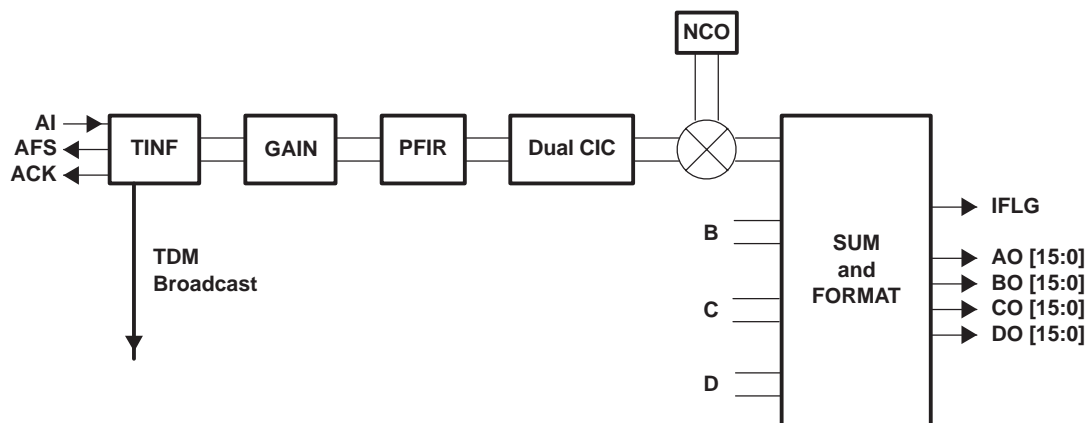 NCO
AI
AFS
ACK
TINF
GAIN
PFIR
Dual CIC
TDM
Broadcast
B
C
D
SUM
and
FORMAT
IFLG
AO [15:0]
BO [15:0]
CO [15:0]
DO [15:0]